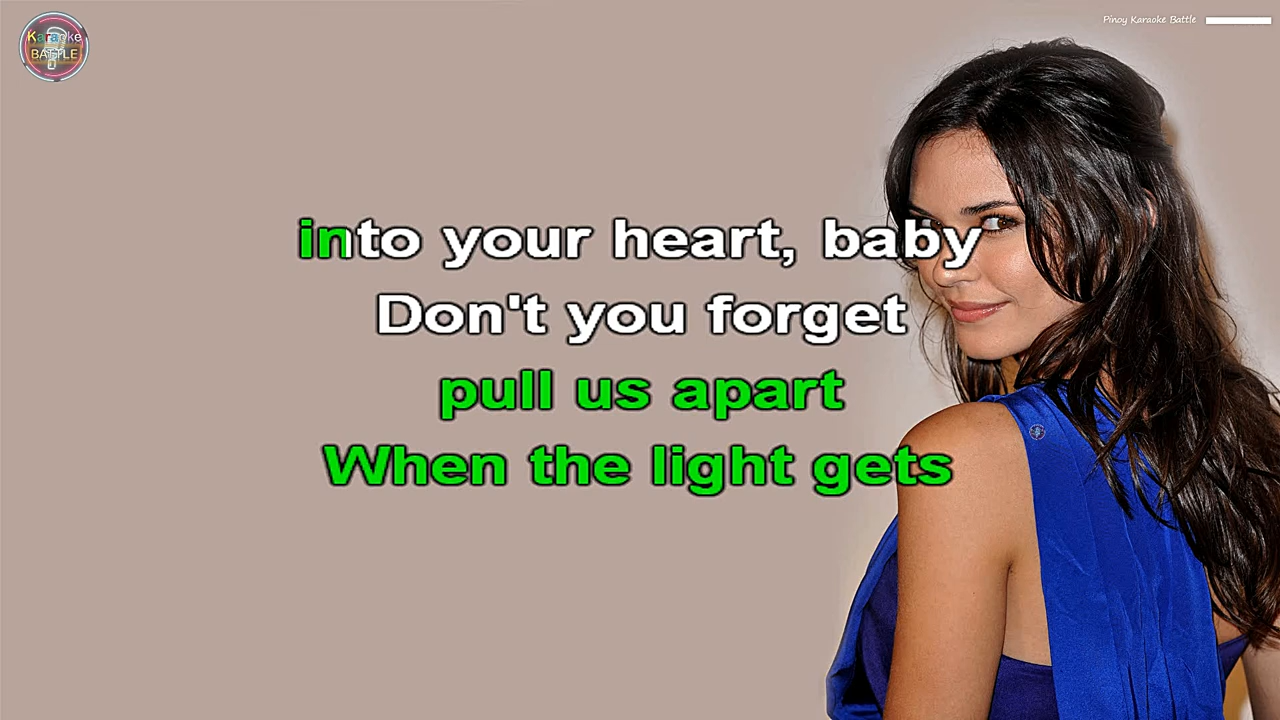 Karaoke
BATTLE
Pinoy Karaoke Battle
into your heart, baby
Don't you forget
pull us apart
When the light gets